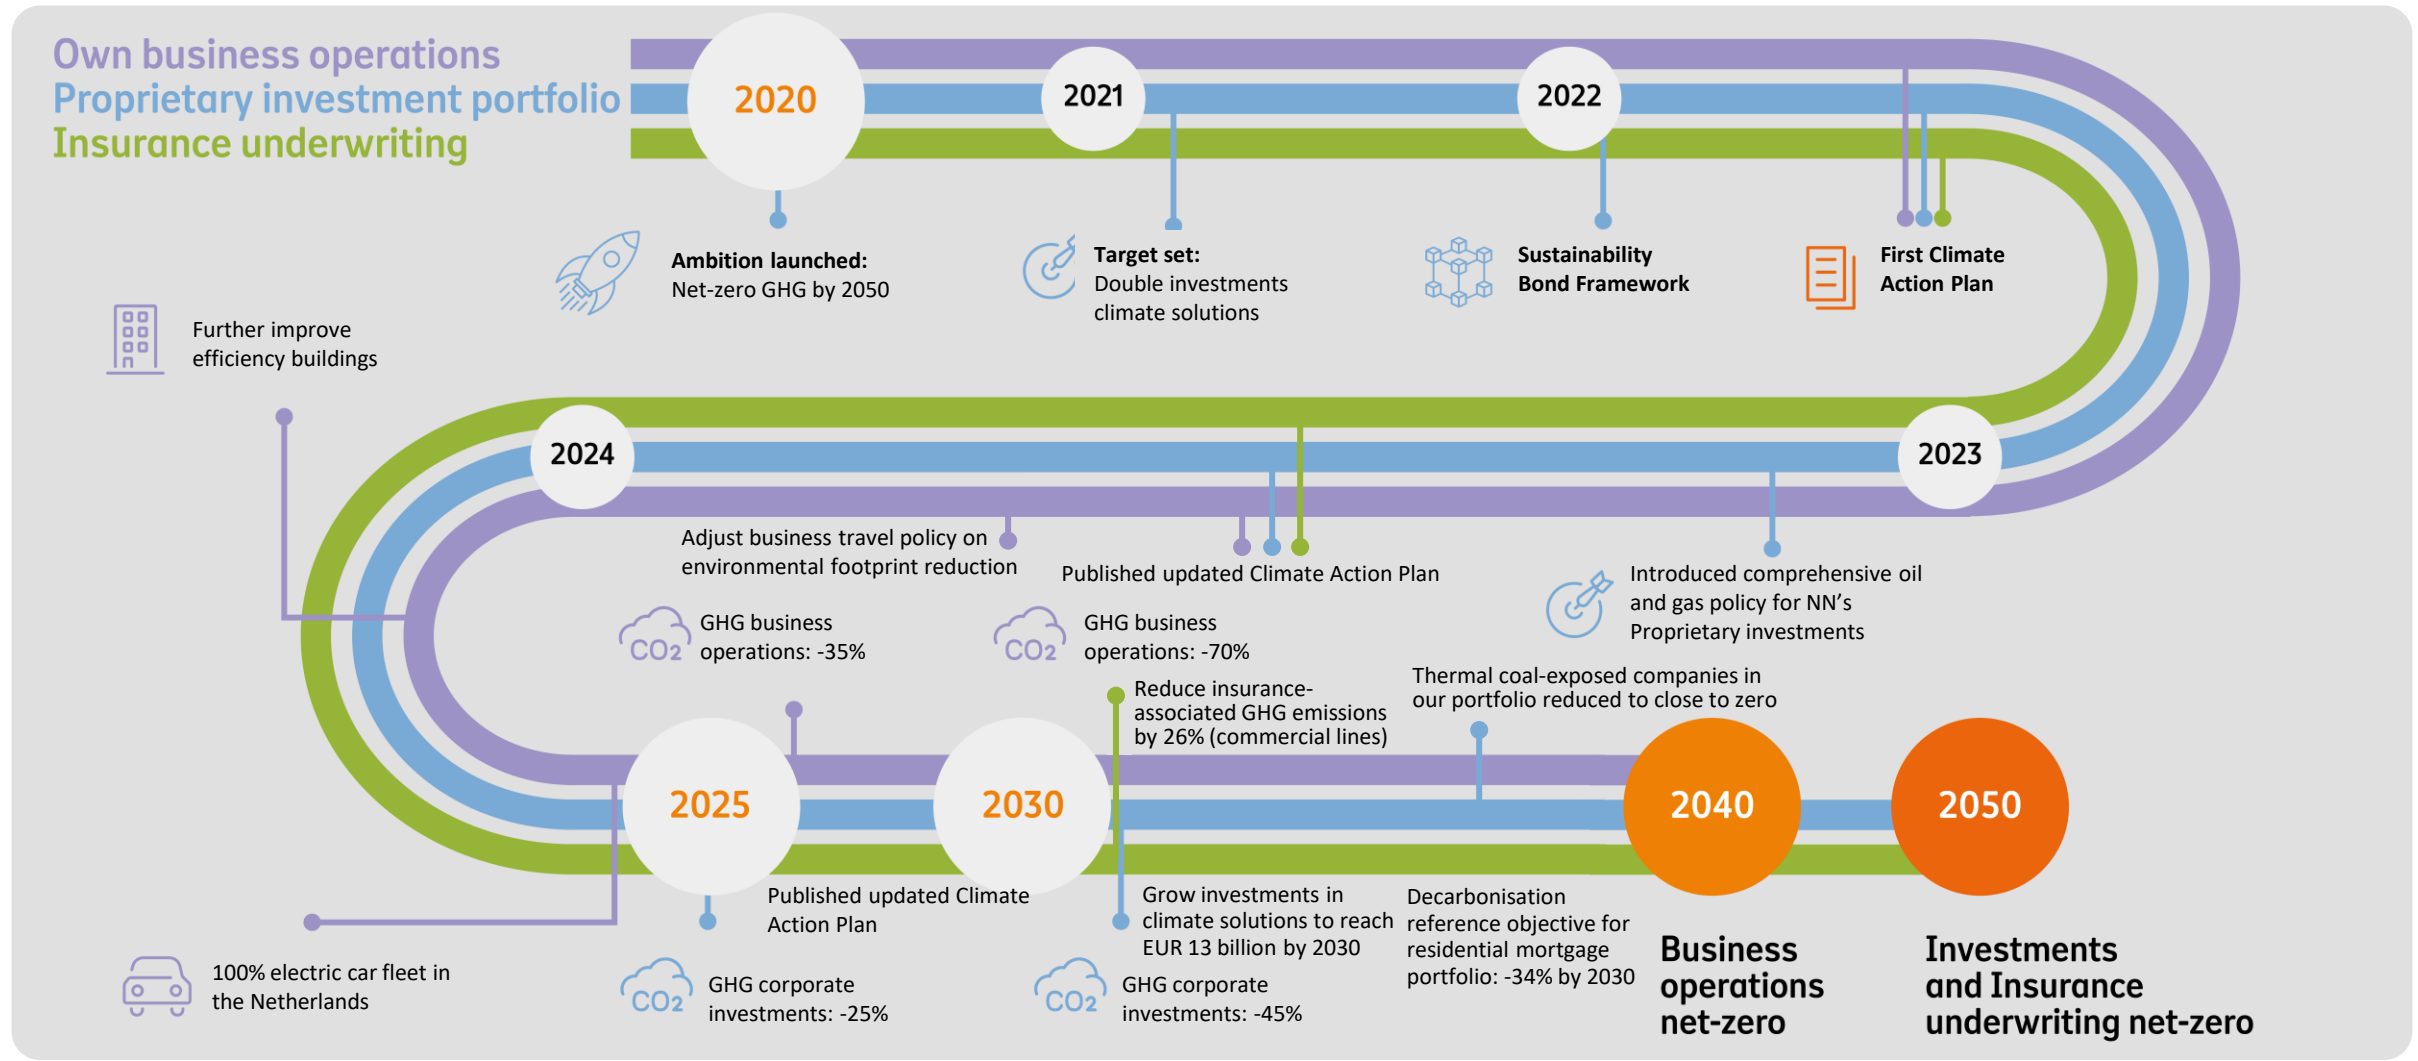 Own business operations
Proprietary investment portfolio
Insurance underwriting
2020
2021
2022
Ambition launched:
Net-zero GHG by 2050
Target set:
Double investments
climate solutions
Sustainability
Bond Framework
First Climate
Action Plan
Further improve
efficiency buildings
2024
2023
Adjust business travel policy on
environmental footprint reduction
Published updated Climate Action Plan
Introduced comprehensive oil
and gas policy for NN’s
Proprietary investments
CO2
GHG business
operations: -35%
CO2
GHG business
operations: -70%
Reduce insurance-
associated GHG emissions
by 26% (commercial lines)
Thermal coal-exposed companies in
our portfolio reduced to close to zero
2025
2030
2040
2050
Published updated Climate
Action Plan
Grow investments in
climate solutions to reach
EUR 13 billion by 2030
Decarbonisation
reference objective for
residential mortgage
portfolio: -34% by 2030
100% electric car fleet in
the Netherlands
CO2
GHG corporate
investments: -25%
CO2
GHG corporate
investments: -45%
Business
operations
net-zero
Investments
and Insurance
underwriting net-zero